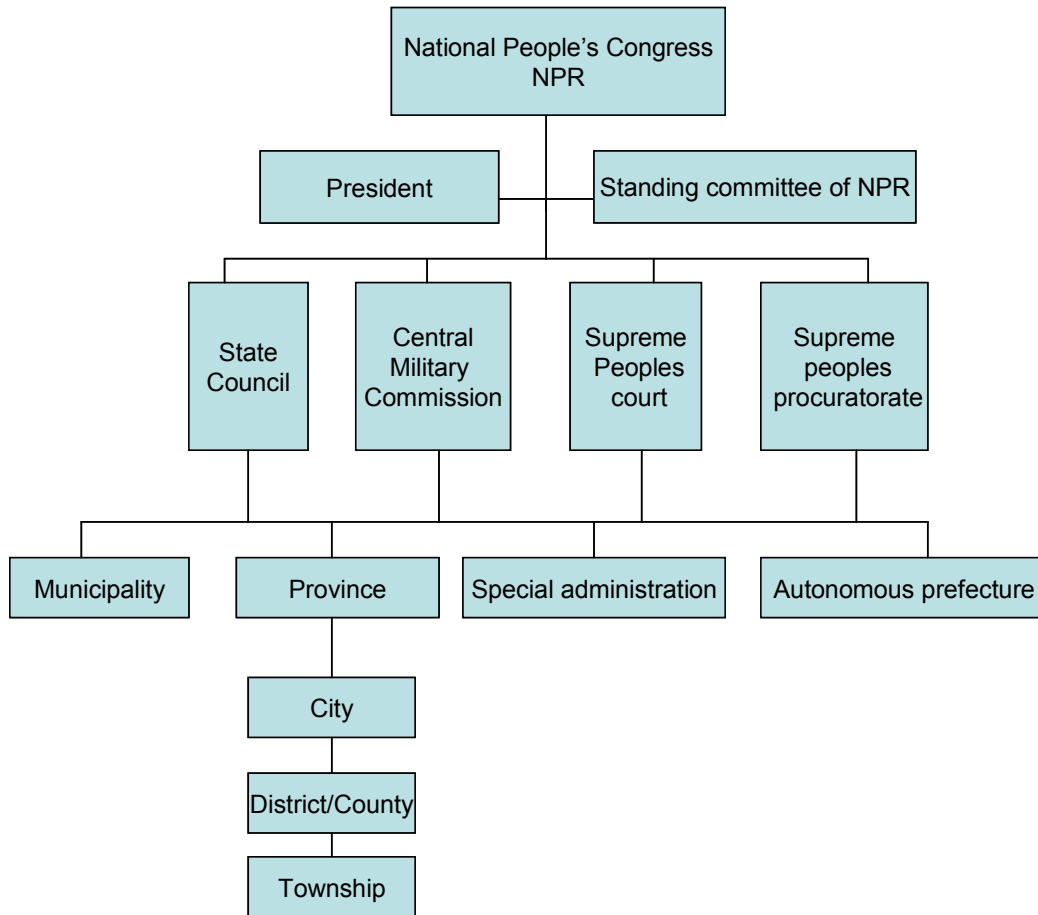 National People’s Congress
NPR
President
Standing committee of NPR
State
Council
Central
Military
Commission
Supreme
Peoples
court
Supreme
peoples
procuratorate
Municipality
Province
Special administration
Autonomous prefecture
City
District/County
Township